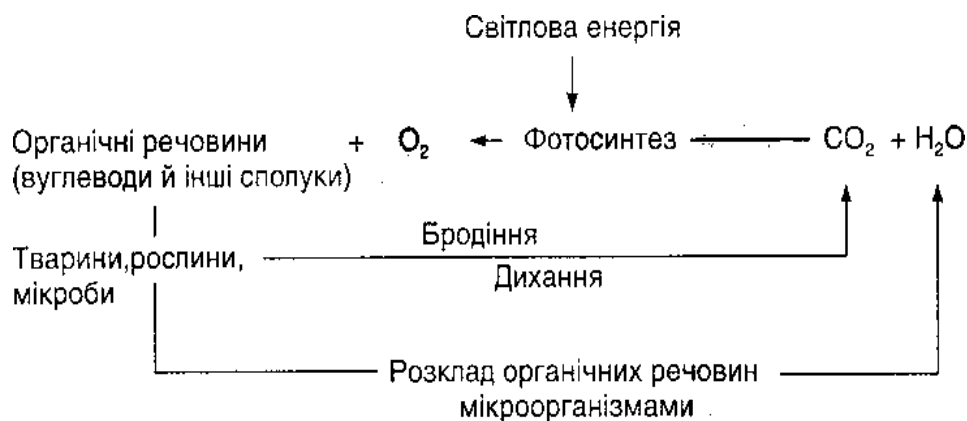 Світлова енергія
Органічні речовини + O₂ ← Фотосинтез CO₂ + H₂O
(вуглеводи й інші сполуки)
Бродіння
Тварини,рослини,
Дихання
мікроби
Розклад органічних речовин
мікроорганізмами